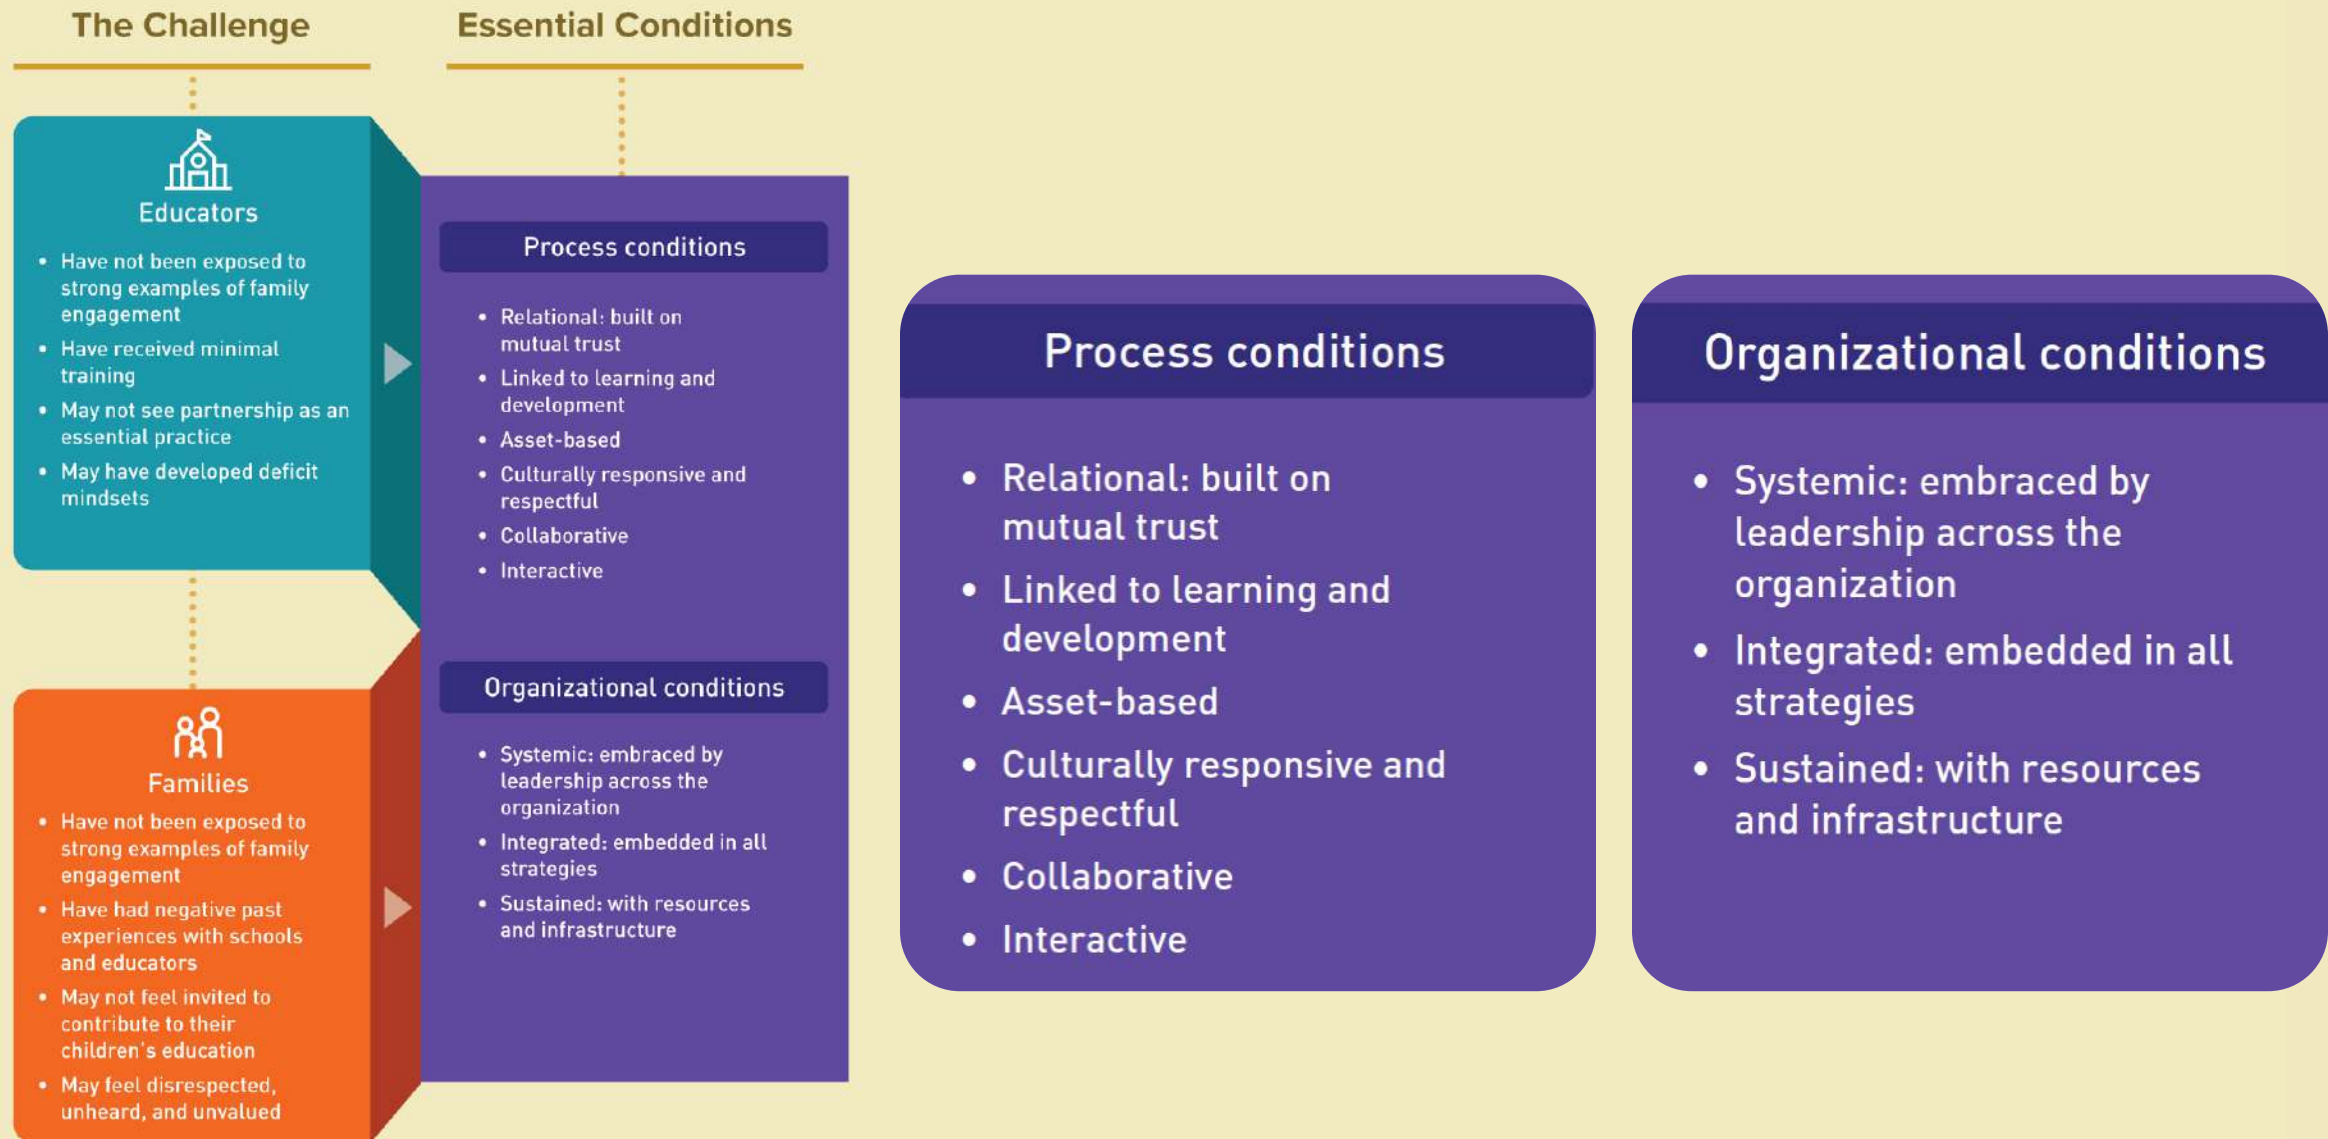 The Challenge
Educators
• Have not been exposed to
strong examples of family
engagement
• Have received minimal
training
• May not see partnership as an
essential practice
• May have developed deficit
mindsets
Families
• Have not been exposed to
strong examples of family
engagement
• Have had negative past
experiences with schools
and educators
• May not feel invited to
contribute to their
children's education
• May feel disrespected,
unheard, and unvalued
Essential Conditions
Process conditions
• Relational: built on
mutual trust
• Linked to learning and
development
• Asset-based
• Culturally responsive and
respectful
• Collaborative
• Interactive
Organizational conditions
• Systemic: embraced by
leadership across the
organization
• Integrated: embedded in all
strategies
• Sustained: with resources
and infrastructure
Process conditions
• Relational: built on
mutual trust
• Linked to learning and
development
• Asset-based
• Culturally responsive and
respectful
• Collaborative
• Interactive
Organizational conditions
• Systemic: embraced by
leadership across the
organization
• Integrated: embedded in all
strategies
• Sustained: with resources
and infrastructure